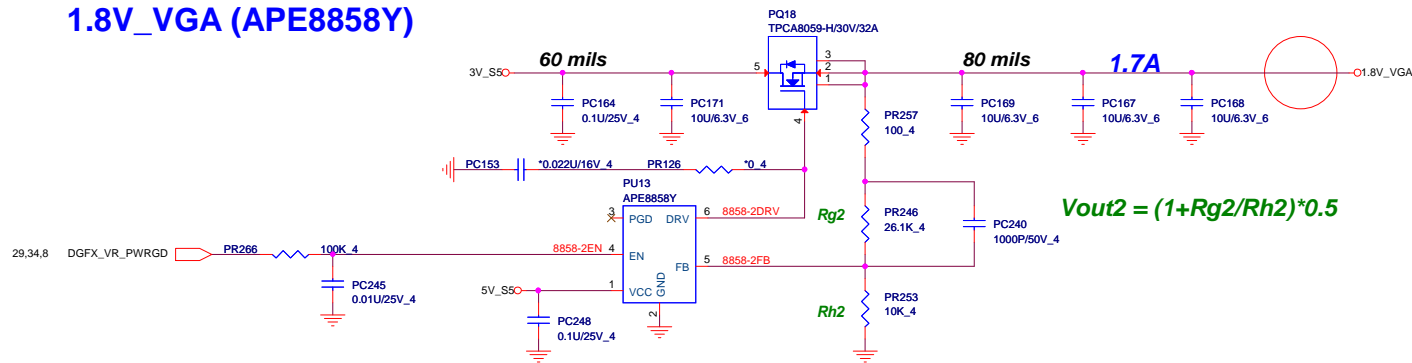 1.8V_VGA (APE8858Y)
PQ18
TPCA8059-H/30V/32A
3V_S5
60 mils
5
3
2
1
4
80 mils
1.7A
1.8V_VGA
PC164
0.1U/25V_4
PC171
10U/6.3V_6
PC169
10U/6.3V_6
PC167
10U/6.3V_6
PC168
10U/6.3V_6
PR257
100_4
PC153
*0.022U/16V_4
PR126
*0_4
PU13
APE8858Y
3
PGD
DRV
6
8858-2DRV
Rg2
PR246
26.1K_4
PC240
1000P/50V_4
Vout2 = (1+Rg2/Rh2)*0.5
29,34,8
DGFX_VR_PWRGD
PR266
100K_4
8858-2EN
4
EN
FB
5
8858-2FB
PC245
0.01U/25V_4
5V_S5
1
VCC
GND
2
PC248
0.1U/25V_4
Rh2
PR253
10K_4